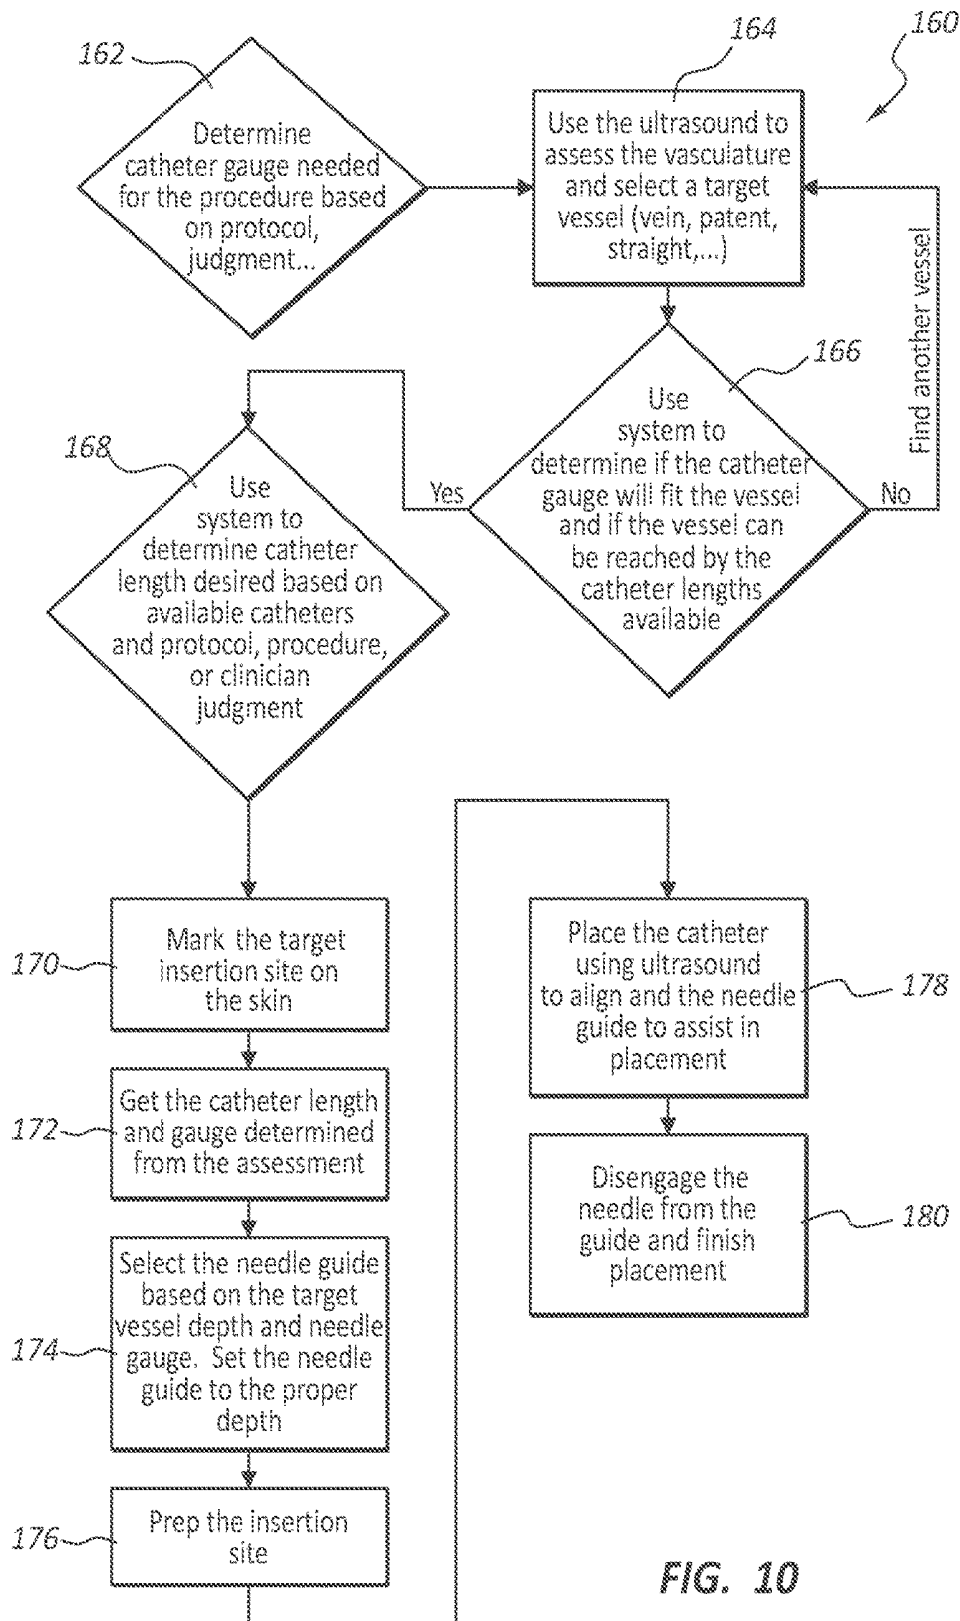 160
162
Determine
catheter gauge needed
for the procedure based
on protocol,
judgment...
164
Use the ultrasound to
assess the vasculature
and select a target
vessel (vein, patent,
straight,...)
Find another vessel
166
Use
system to
determine if the catheter
gauge will fit the vessel
and if the vessel can
be reached by the
catheter lengths
available
Yes
No
168
Use
system to
determine catheter
length desired based on
available catheters
and protocol, procedure,
or clinician
judgment
170
Mark the target
insertion site on
the skin
172
Get the catheter length
and gauge determined
from the assessment
174
Select the needle guide
based on the target
vessel depth and needle
gauge. Set the needle
guide to the proper
depth
176
Prep the insertion
site
178
Place the catheter
using ultrasound
to align and the needle
guide to assist in
placement
180
Disengage the
needle from the
guide and finish
placement
FIG. 10